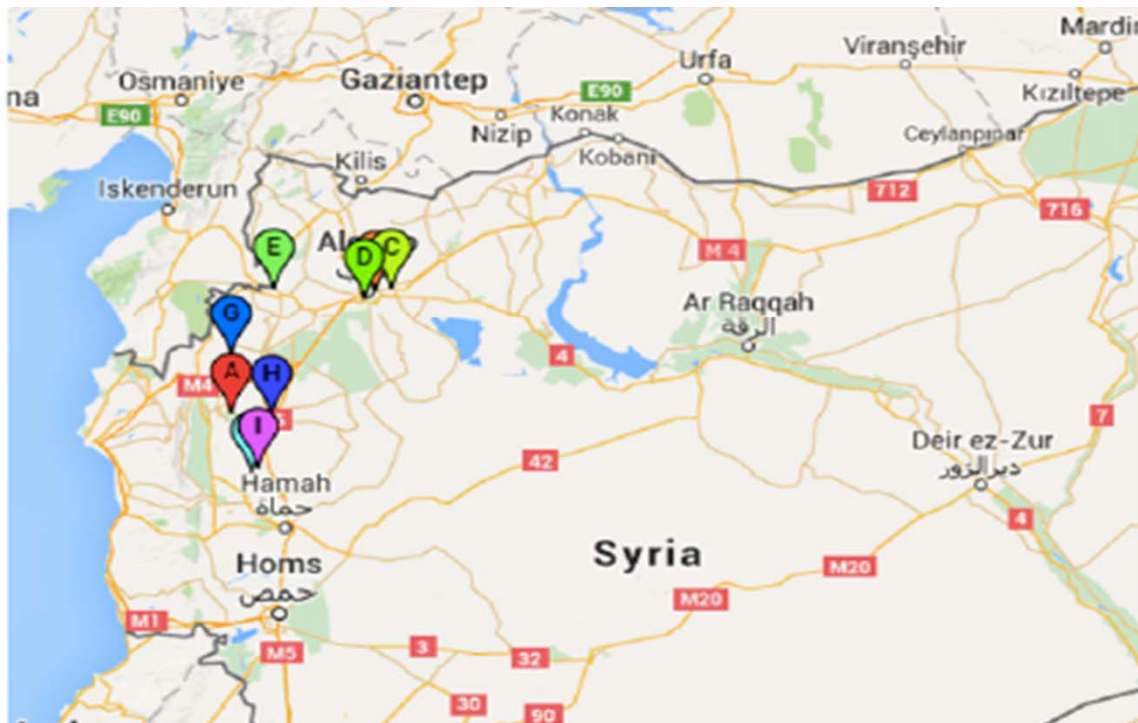 Mardin
Viranşehir
Urfa
Gaziantep
Osmaniye
na
E90
E90
Kızıltepe
Nizip
Konak
Ceylanpınar
Kobani
Kilis
Iskenderun
712
716
E
D
C
M 4
Ar Raqqah
الرقة
G
4
A
H
M4
7
I
Deir ez-Zur
دير الزور
42
Hamah
حماة
4
Syria
Homs
حمص
M20
M20
M1
3
32
M5
30
90